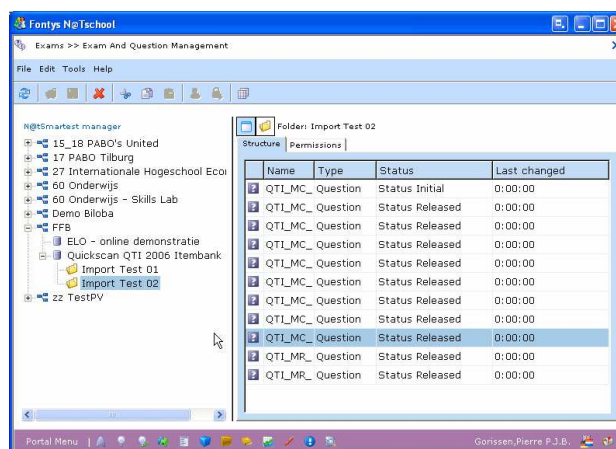 Fontys N@Tschool
Exams >> Exam And Question Management
File Edit Tools Help
N@tSmartest manager
15_18 PABO's United
17 PABO Tilburg
27 Internationale Hogeschool Ecoi
60 Onderwijs
60 Onderwijs - Skills Lab
Demo Biloba
FFB
ELO - online demonstratie
Quickscan QTI 2006 Itembank
Import Test 01
Import Test 02
zz TestPV
Folder: Import Test 02
Structure Permissions
Name Type Status Last changed
QTI_MC_ Question Status Initial 0:00:00
QTI_MC_ Question Status Released 0:00:00
QTI_MC_ Question Status Released 0:00:00
QTI_MC_ Question Status Released 0:00:00
QTI_MC_ Question Status Released 0:00:00
QTI_MC_ Question Status Released 0:00:00
QTI_MC_ Question Status Released 0:00:00
QTI_MC_ Question Status Released 0:00:00
QTI_MC_ Question Status Released 0:00:00
QTI_MR_ Question Status Released 0:00:00
QTI_MR_ Question Status Released 0:00:00
Portal Menu Gorissen,Pierre P.J.B.